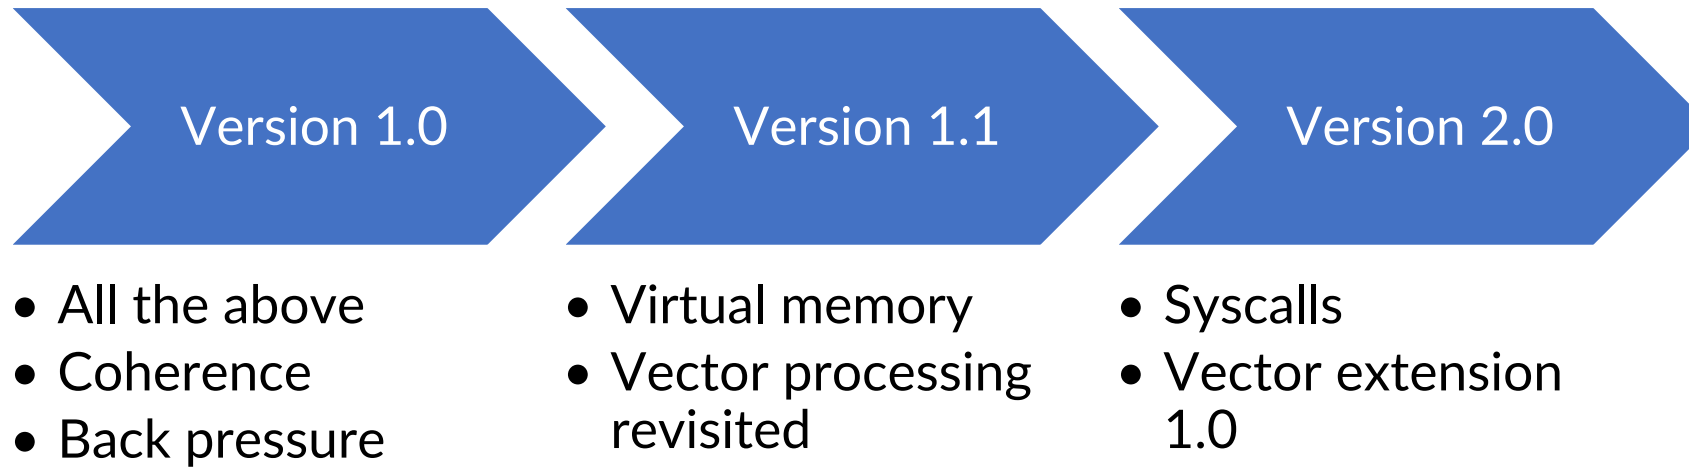 Version 1.0
Version 1.1
Version 2.0
• All the above
• Coherence
• Back pressure
• Virtual memory
• Vector processing
revisited
• Syscalls
• Vector extension
1.0